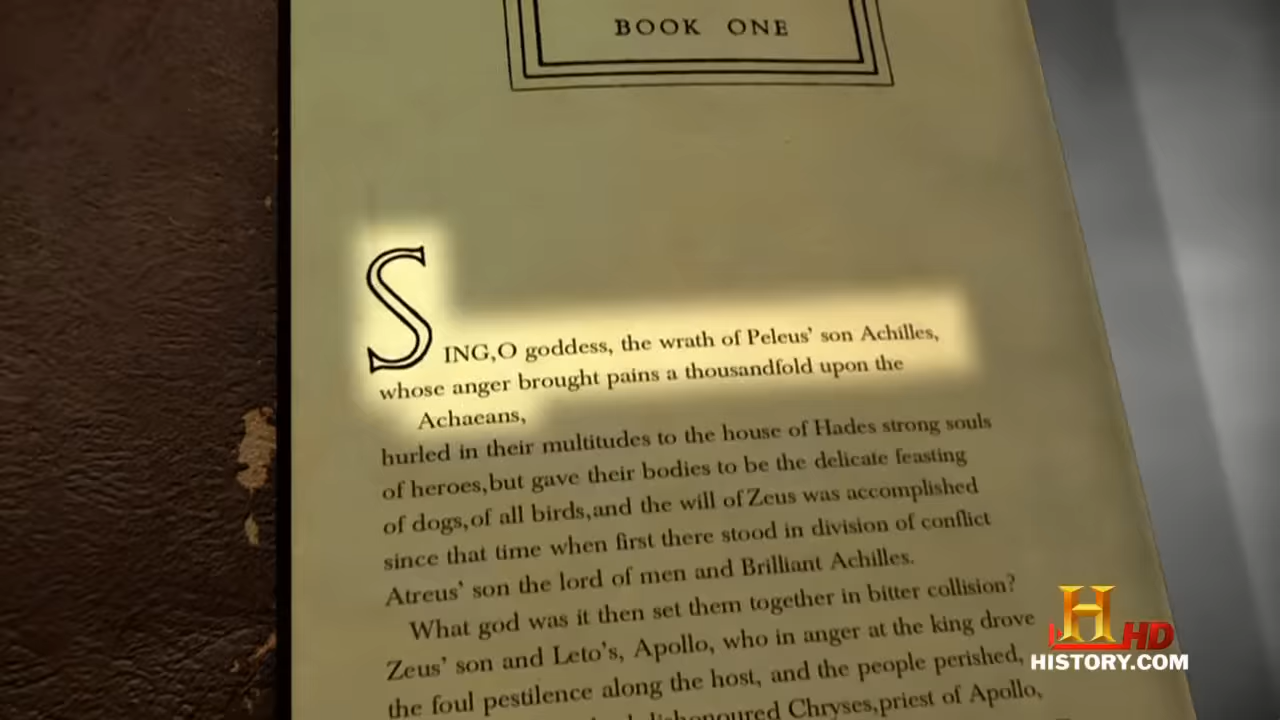 BOOK ONE
SING,O goddess, the wrath of Peleus' son Achilles,
whose anger brought pains a thousandfold upon the
Achaeans,
hurled in their multitudes to the house of Hades strong souls
of heroes,but gave their bodies to be the delicate feasting
of dogs,of all birds,and the will of Zeus was accomplished
since that time when first there stood in division of conflict
Atreus' son the lord of men and Brilliant Achilles.
What god was it then set them together in bitter collision?
Zeus' son and Leto's, Apollo, who in anger at the king drove
the foul pestilence along the host, and the people perished,
dishonoured Chryses,priest of Apollo,
H HD
HISTORY.COM